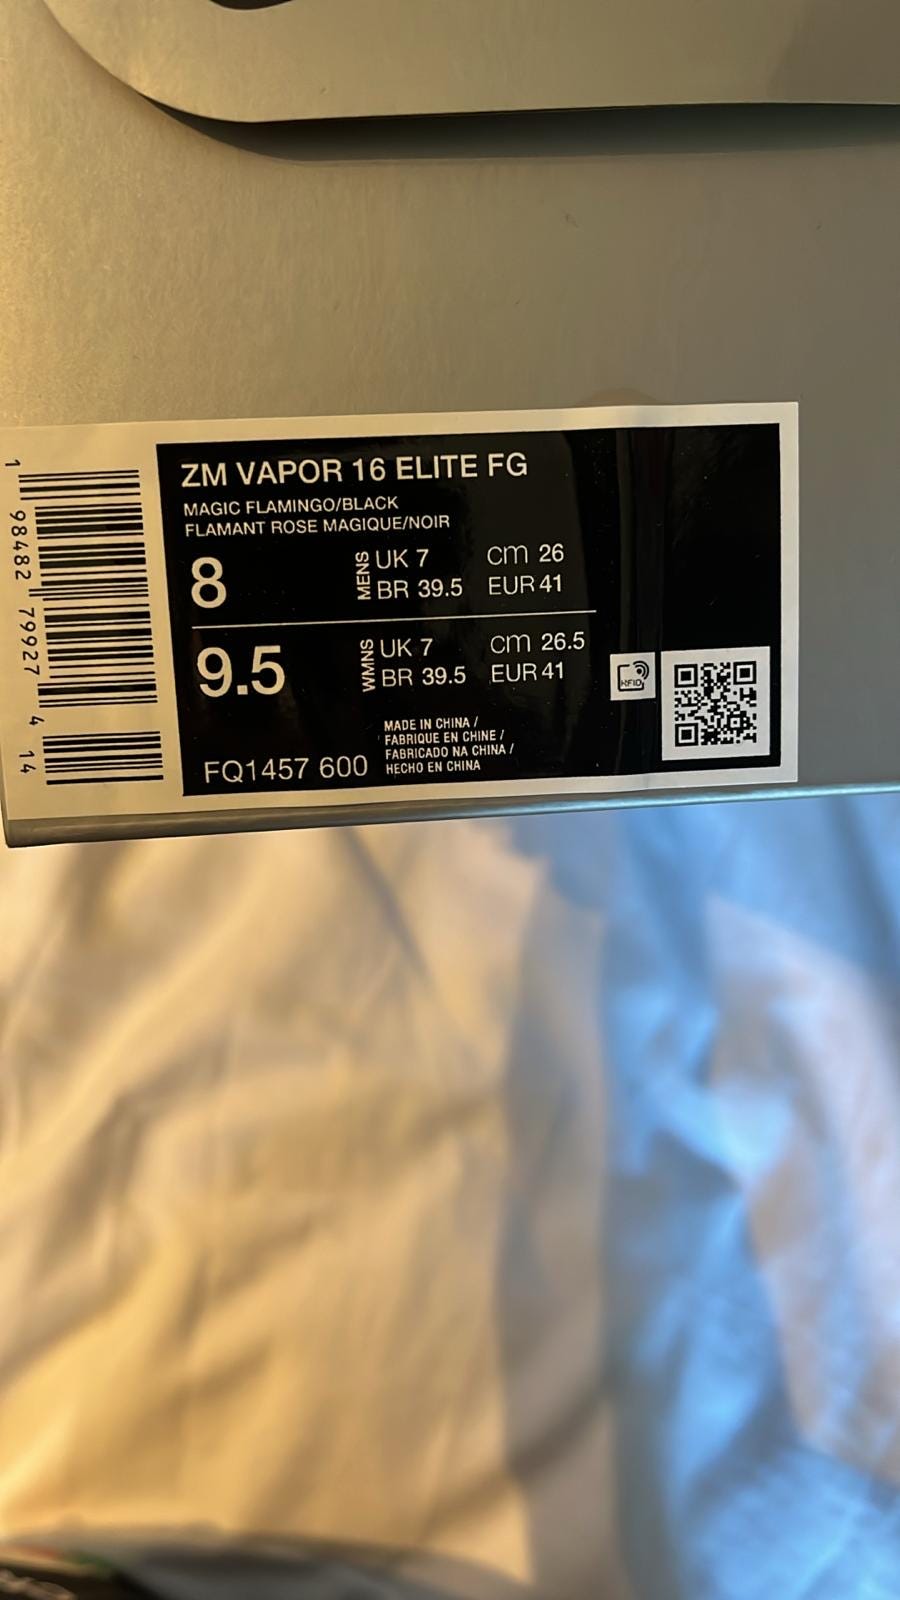 ZM VAPOR 16 ELITE FG
MAGIC FLAMINGO/BLACK
FLAMANT ROSE MAGIQUE/NOIR
8
MENS
UK 7 cm 26
BR 39.5 EUR 41
9.5
WMNS
UK 7 cm 26.5
BR 39.5 EUR 41
RFID
MADE IN CHINA /
FABRIQUE EN CHINE /
FABRICADO NA CHINA /
HECHO EN CHINA
FQ1457 600
1 98482 79927 4 14